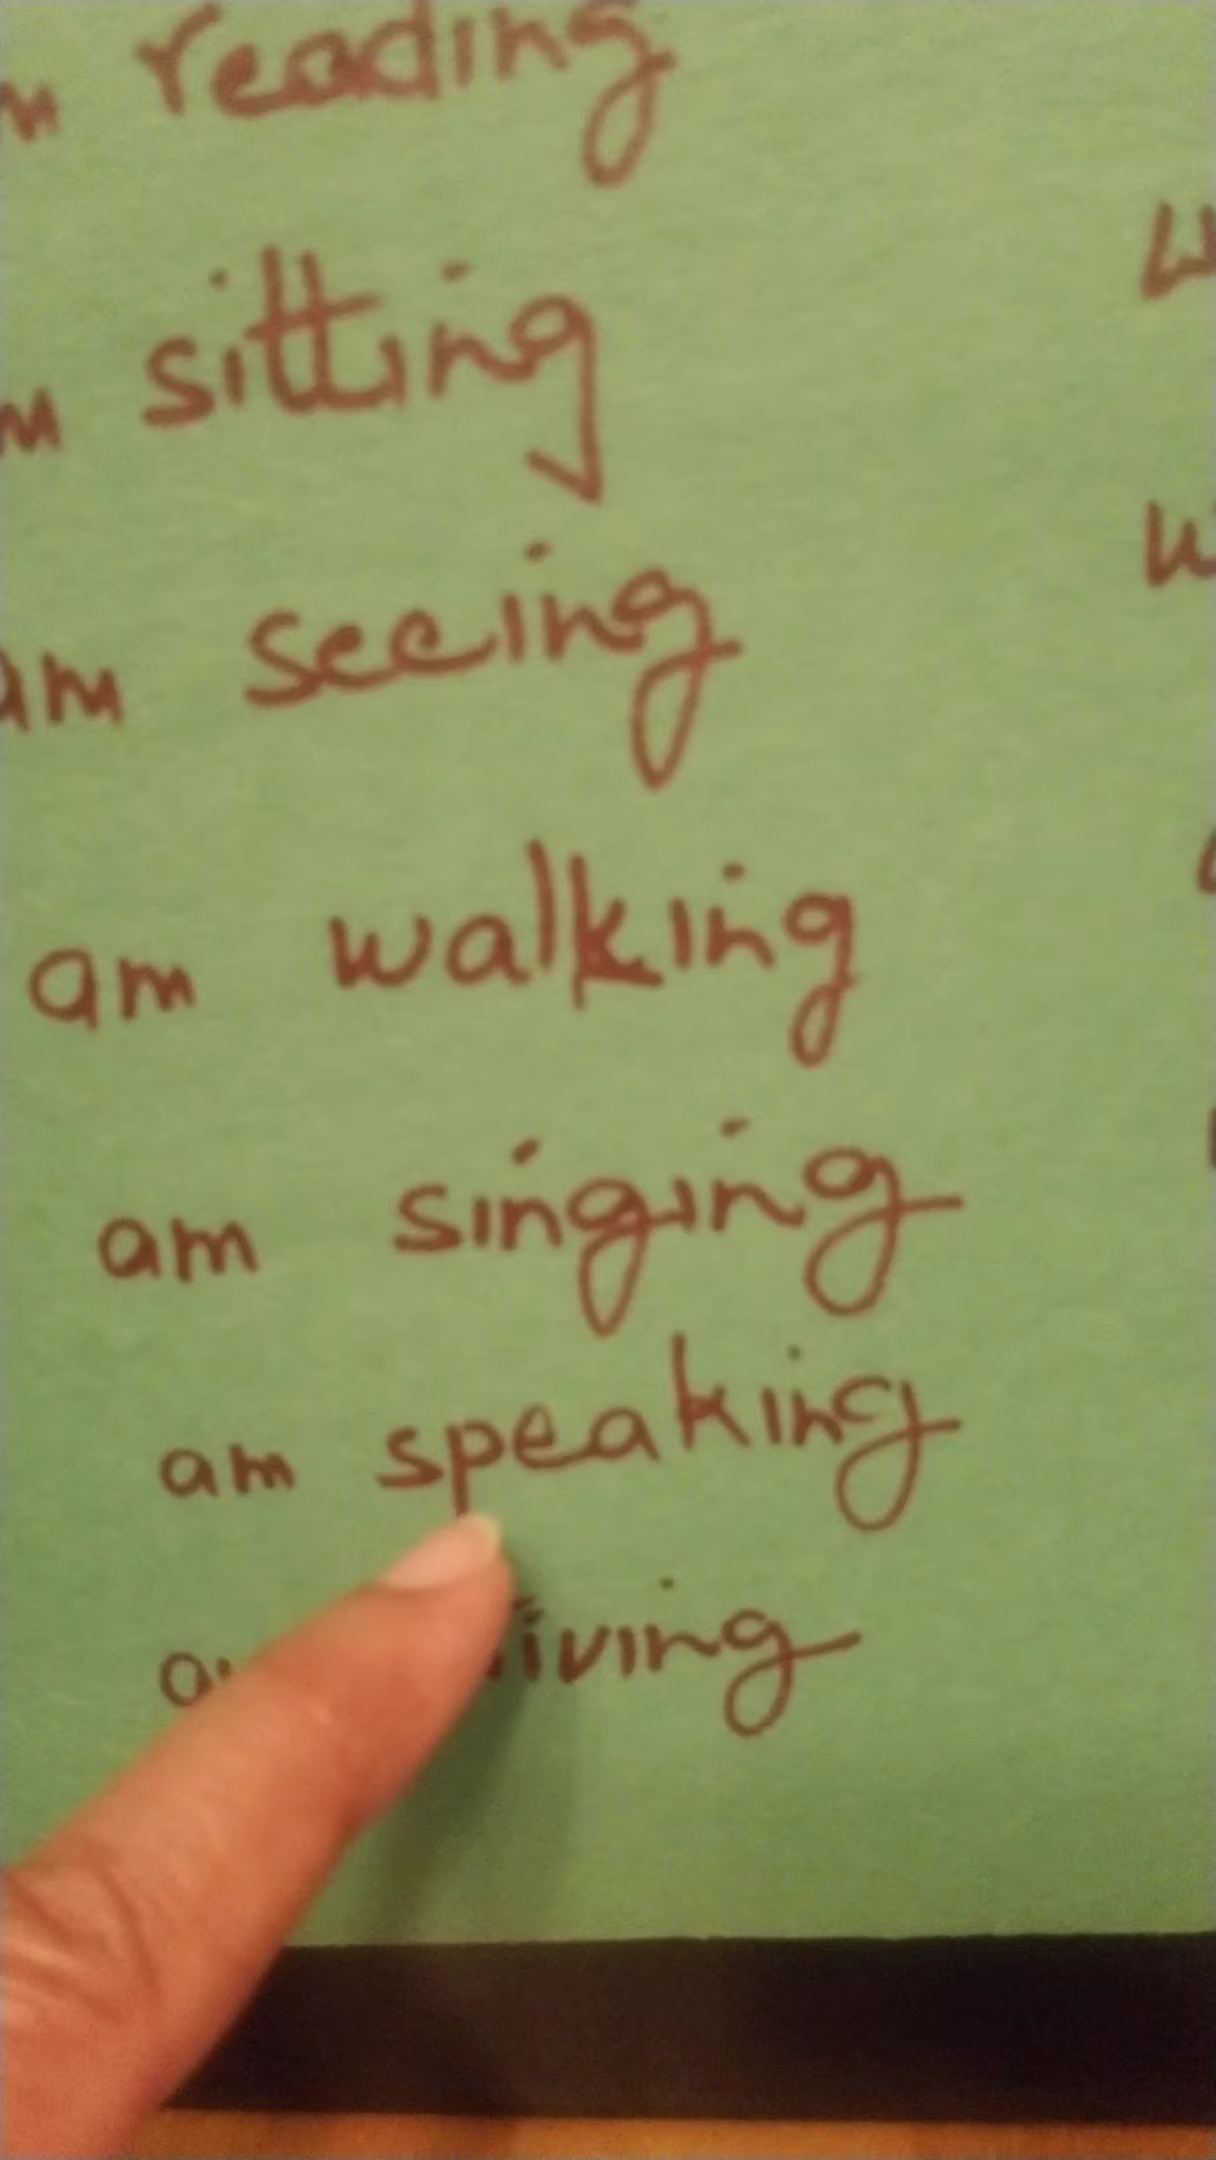 reading
sitting
am seeing
am walking
am singing
am speaking